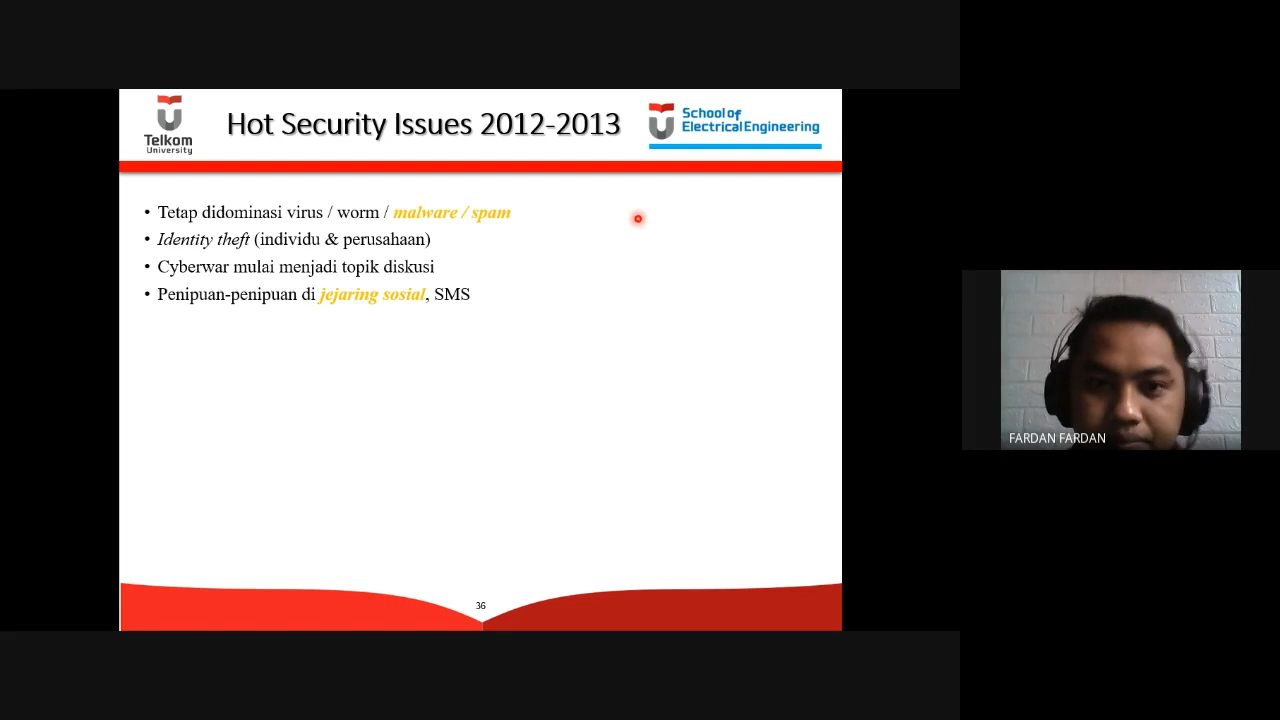 Telkom
University
Hot Security Issues 2012-2013
School of
Electrical Engineering
• Tetap didominasi virus / worm / malware / spam
• Identity theft (individu & perusahaan)
• Cyberwar mulai menjadi topik diskusi
• Penipuan-penipuan di jejaring sosial, SMS
FARDAN FARDAN
36